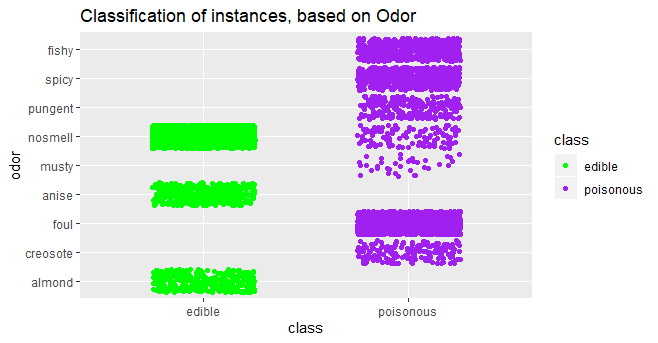 Classification of instances, based on Odor
fishy
spicy
pungent
nosmell
musty
anise
foul
creosote
almond
odor
edible
poisonous
class
class
edible
poisonous